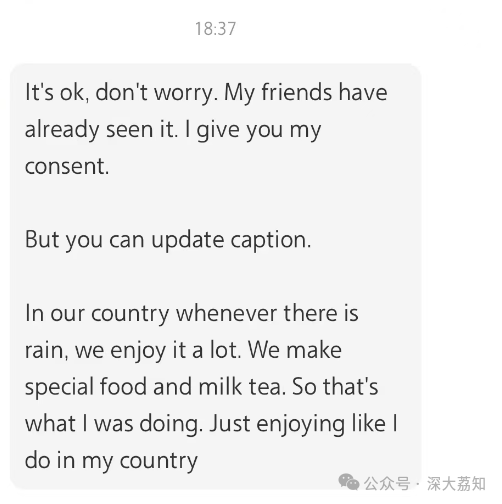 18:37
It's ok, don't worry. My friends have
already seen it. I give you my
consent.
But you can update caption.
In our country whenever there is
rain, we enjoy it a lot. We make
special food and milk tea. So that's
what I was doing. Just enjoying like I
do in my country
公众号 · 深大荔知